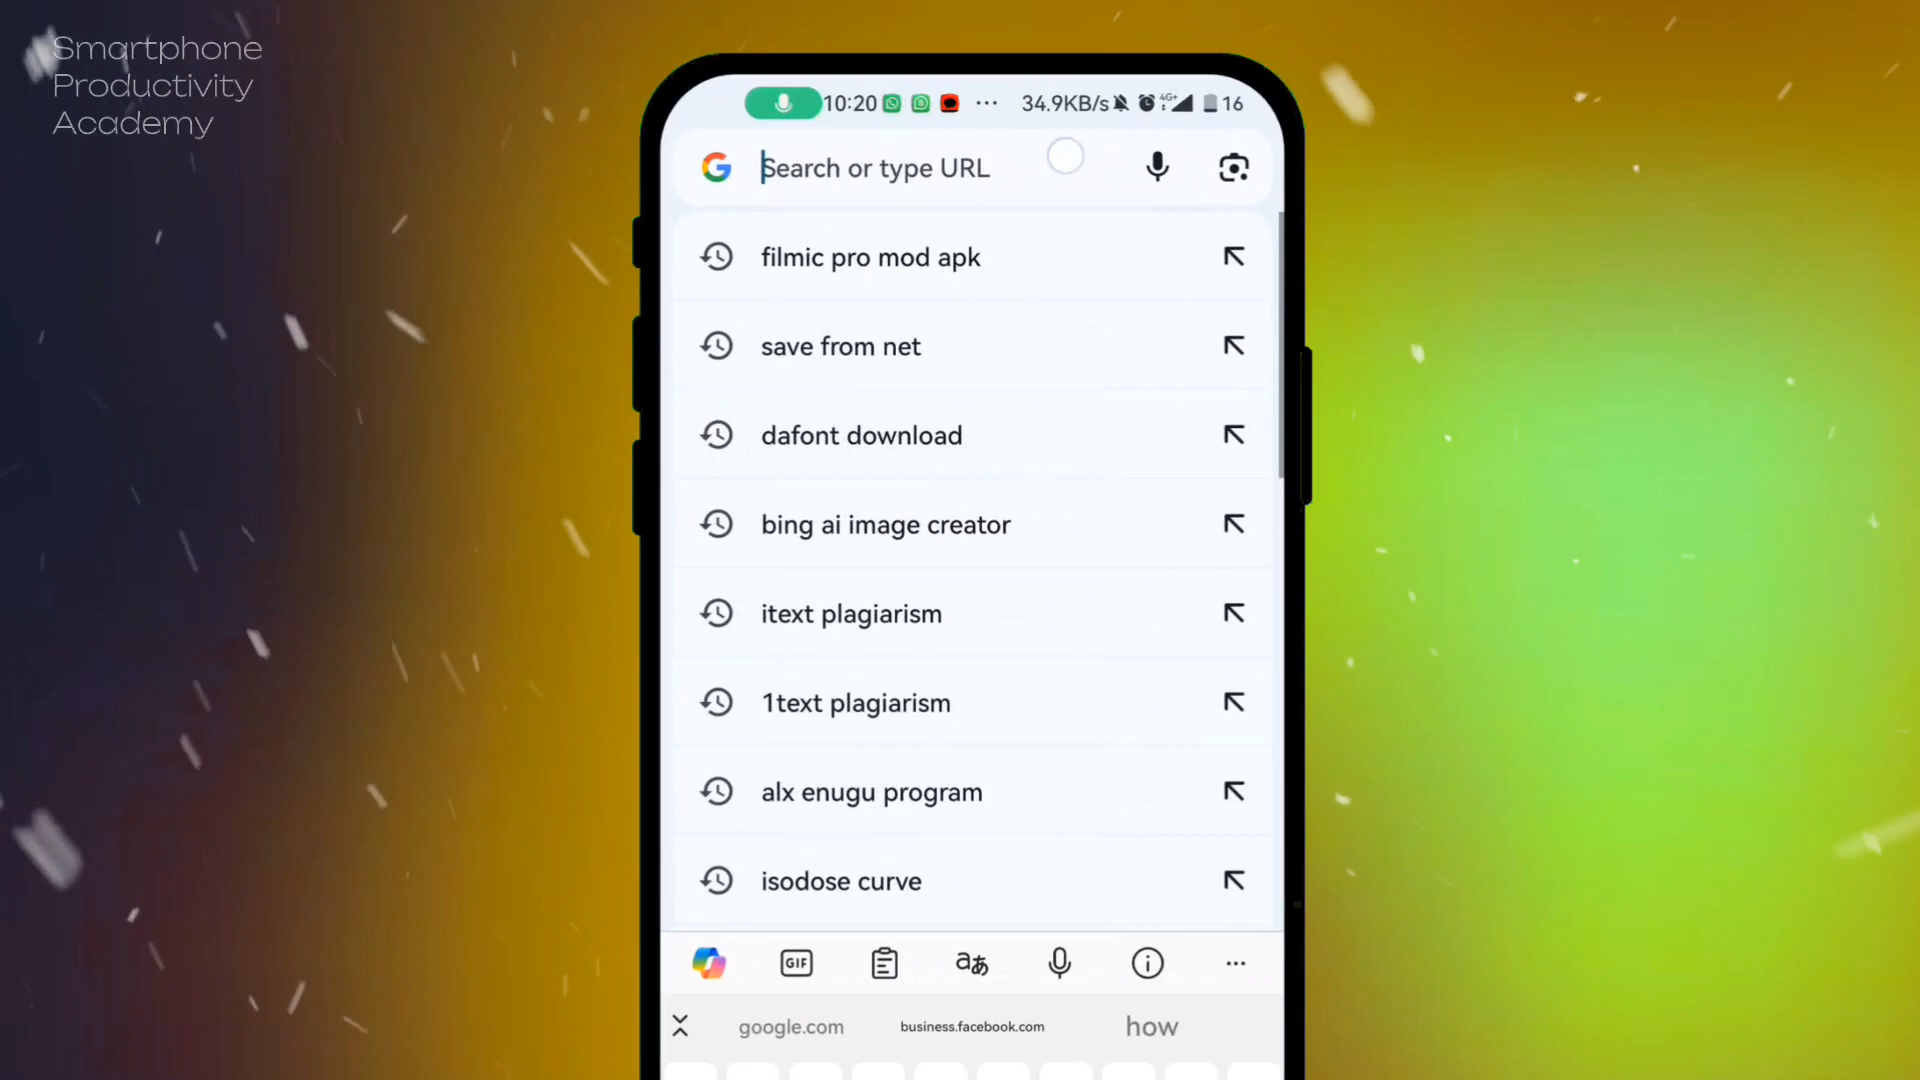 Smartphone
Productivity
Academy
10:20 ... 34.9KB/s 4G+ 16
Search or type URL
filmic pro mod apk
save from net
dafont download
bing ai image creator
itext plagiarism
1text plagiarism
alx enugu program
isodose curve
GIF aあ
google.com business.facebook.com how